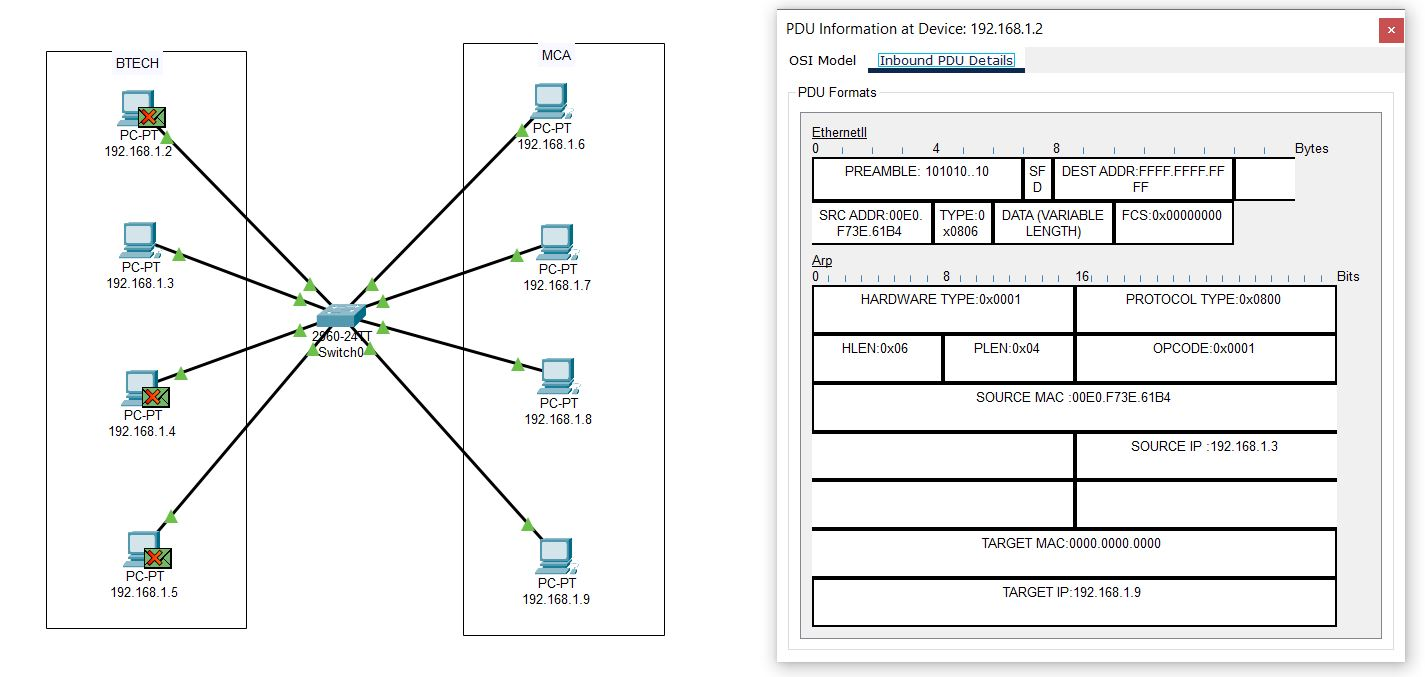 BTECH
PC-PT
192.168.1.2
PC-PT
192.168.1.3
PC-PT
192.168.1.4
PC-PT
192.168.1.5
2960-24TT
Switch0
MCA
PC-PT
192.168.1.6
PC-PT
192.168.1.7
PC-PT
192.168.1.8
PC-PT
192.168.1.9
PDU Information at Device: 192.168.1.2
×
OSI Model Inbound PDU Details
PDU Formats
EthernetII
0 4 8 Bytes
PREAMBLE: 101010..10
SF
D
DEST ADDR:FFFF.FFFF.FF
FF
SRC ADDR:00E0.
F73E.61B4
TYPE:0
x0806
DATA (VARIABLE
LENGTH)
FCS:0x00000000
Arp
0 8 16 Bits
HARDWARE TYPE:0x0001 PROTOCOL TYPE:0x0800
HLEN:0x06 PLEN:0x04 OPCODE:0x0001
SOURCE MAC :00E0.F73E.61B4
SOURCE IP :192.168.1.3
TARGET MAC:0000.0000.0000
TARGET IP:192.168.1.9